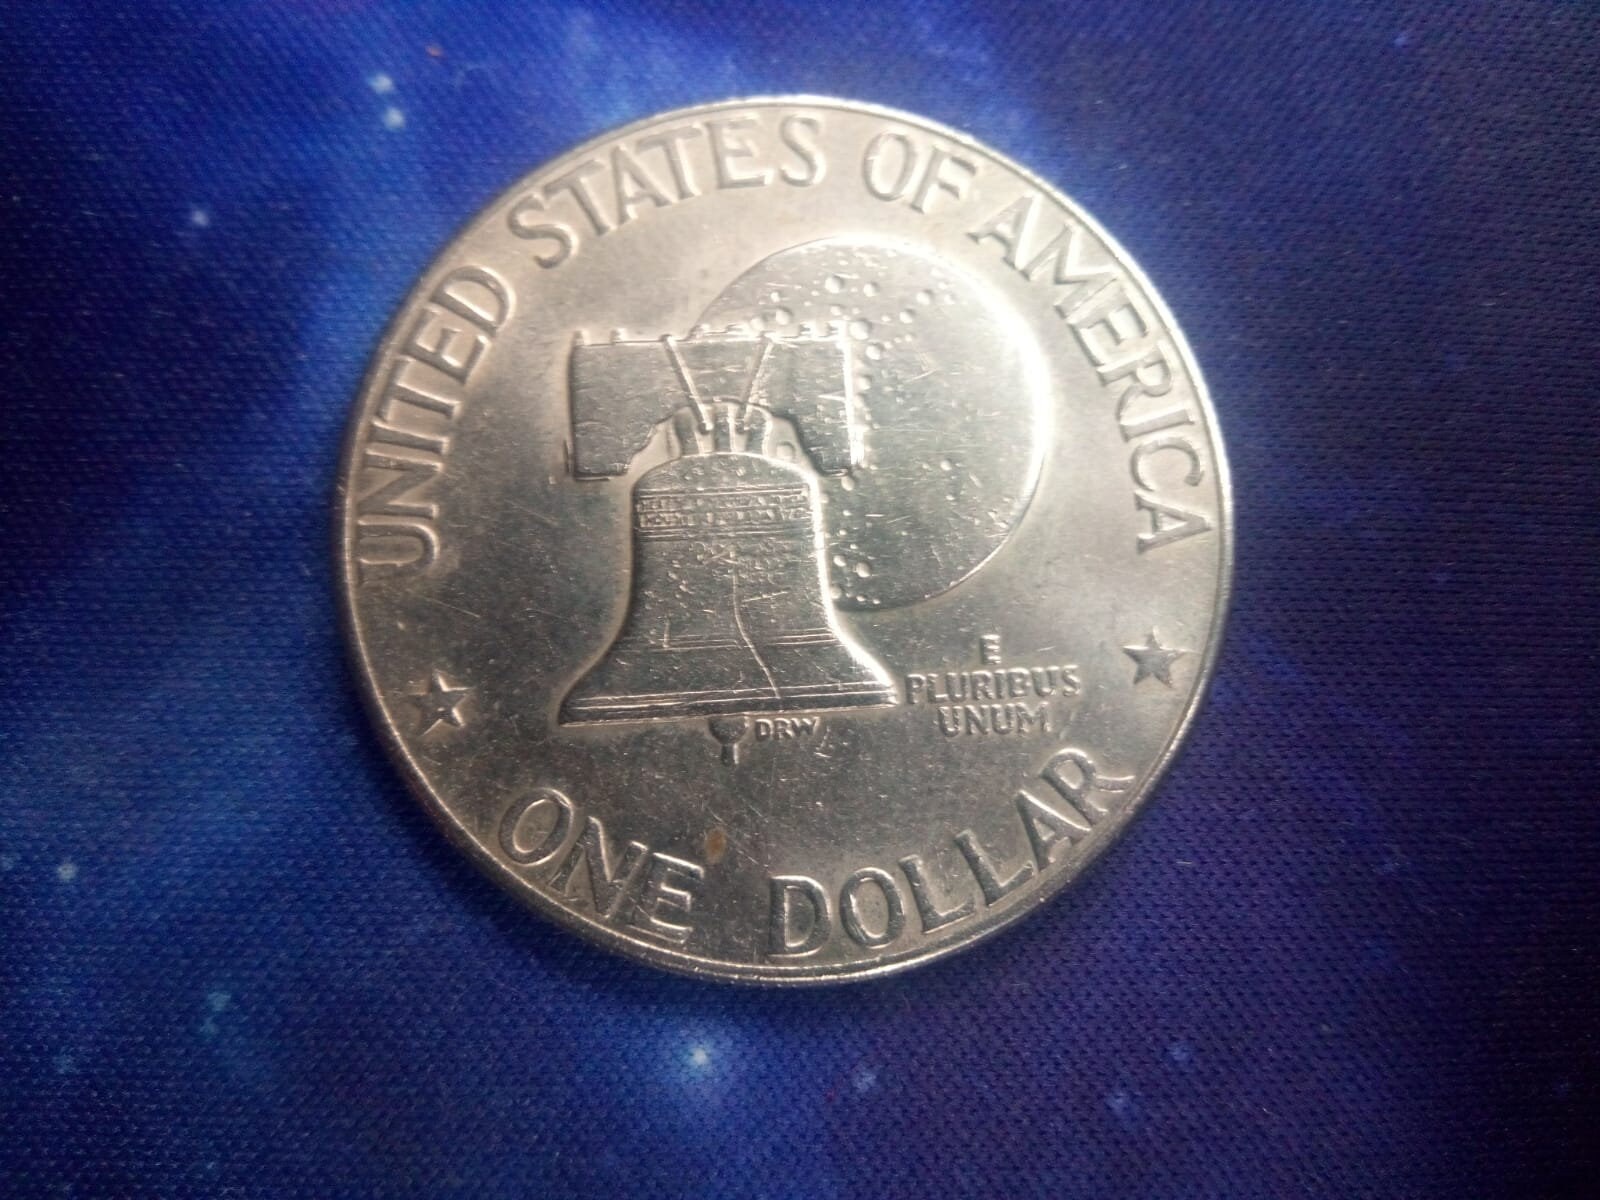 UNITED STATES OF AMERICA
E
PLURIBUS
UNUM
DRW
ONE DOLLAR